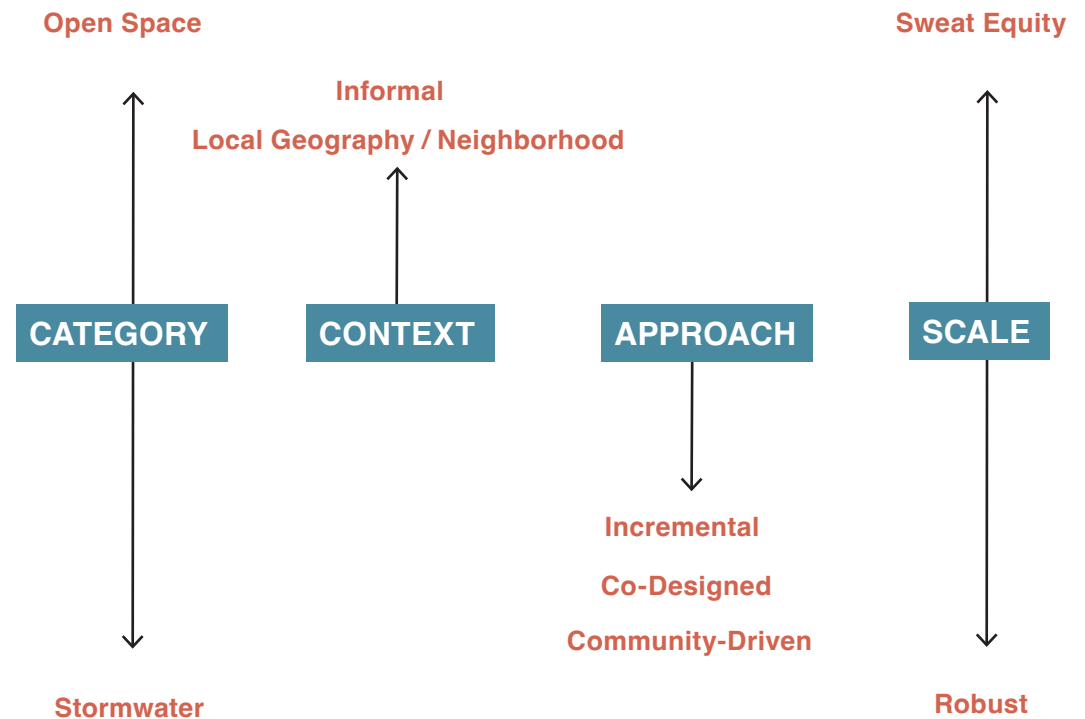 Open Space
Sweat Equity
Informal
Local Geography / Neighborhood
CATEGORY
CONTEXT
APPROACH
SCALE
Incremental
Co-Designed
Community-Driven
Stormwater
Robust